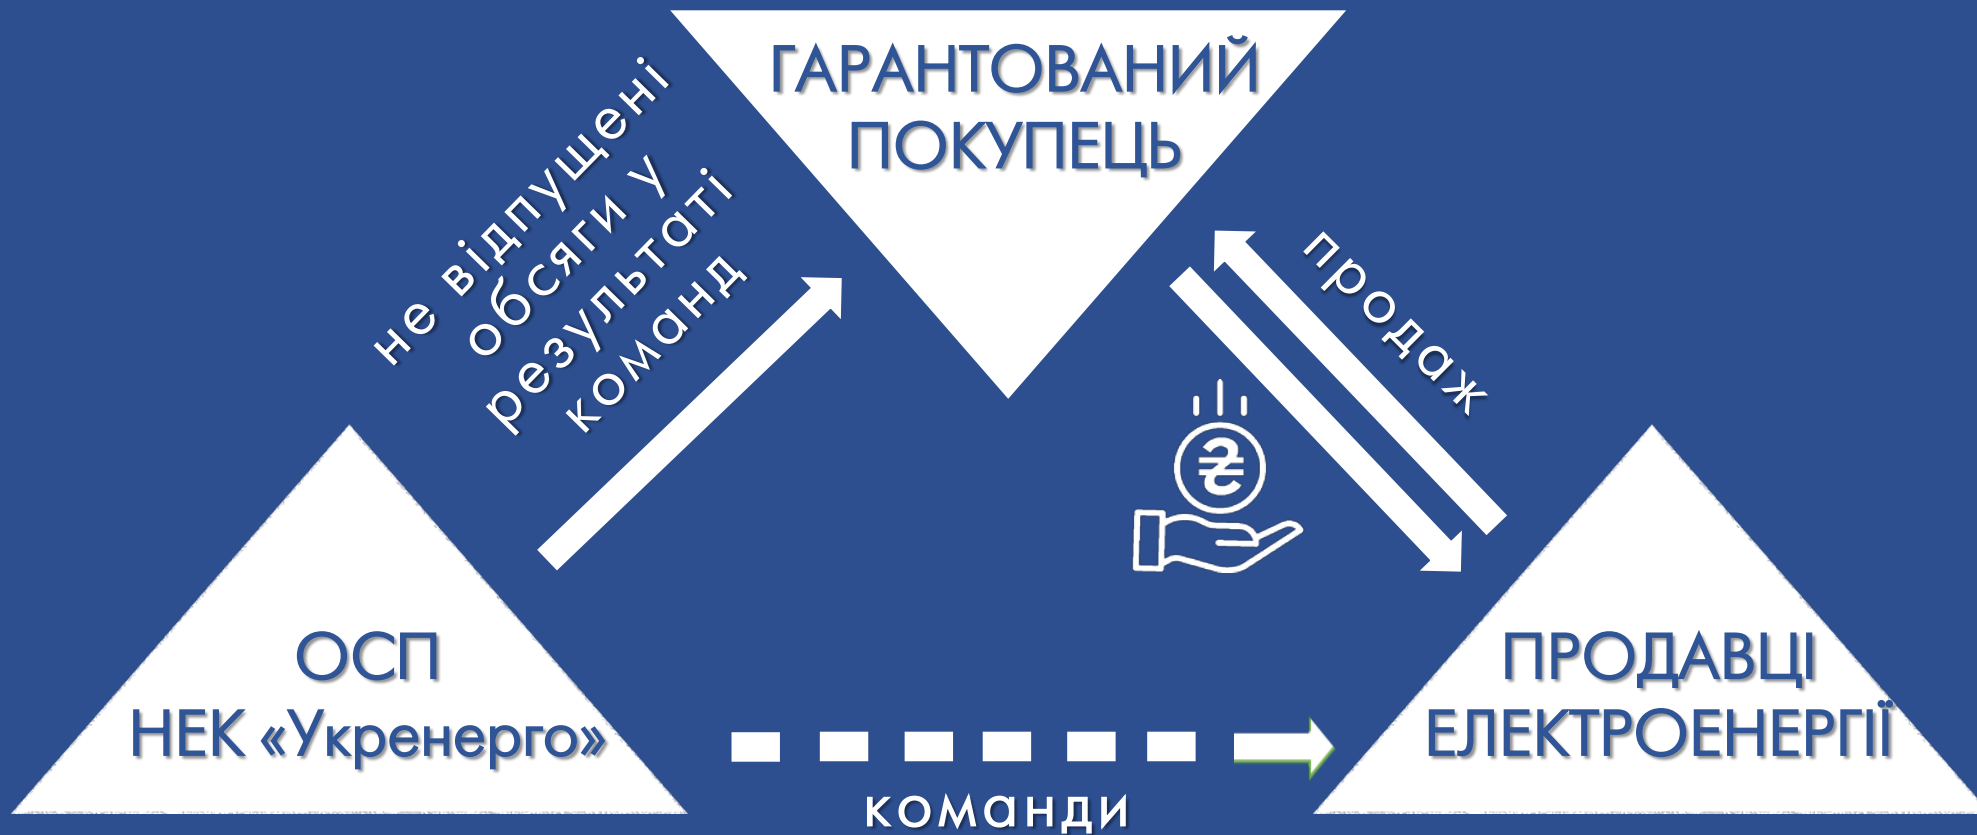 ГАРАНТОВАНИЙ
ПОКУПЕЦЬ
не відпущені
обсяги у
результаті
команд
продаж
₴
ОСП
НЕК «Укренерго»
ПРОДАВЦІ
ЕЛЕКТРОЕНЕРГІЇ
команди